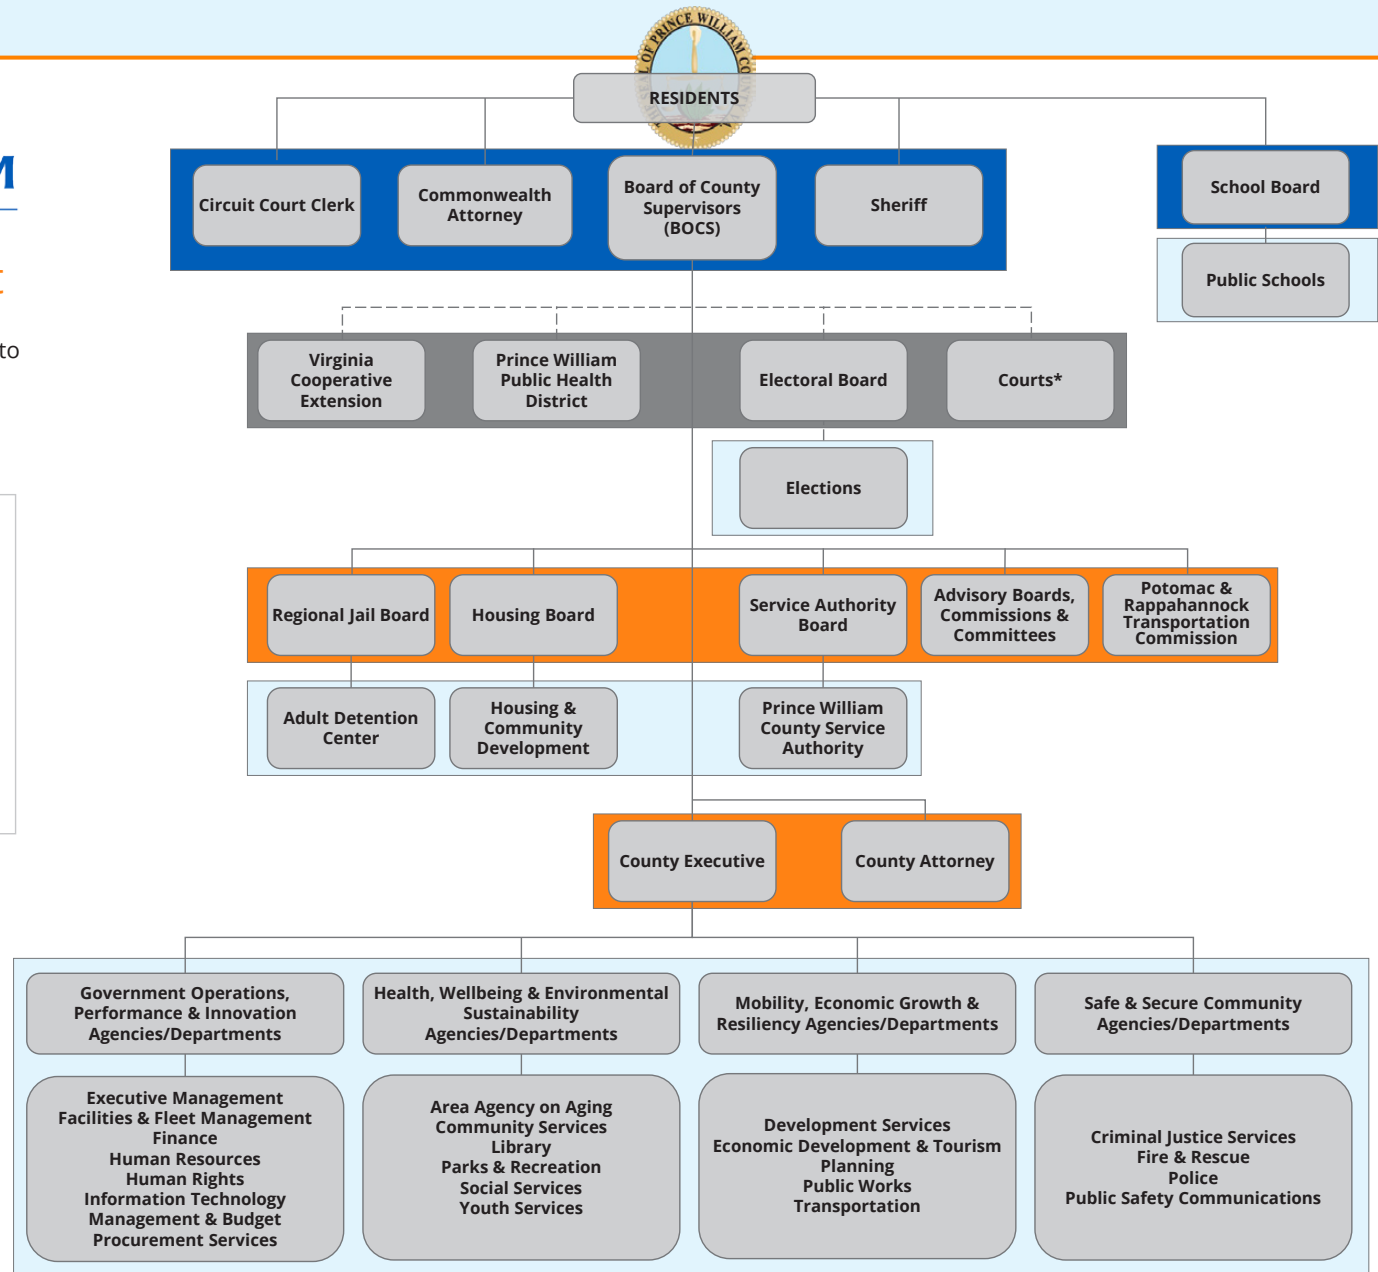 SEAL OF PRINCE WILLIAM CO
RESIDENTS
M
t
to
Circuit Court Clerk
Commonwealth
Attorney
Board of County
Supervisors
(BOCS)
Sheriff
School Board
Public Schools
Virginia
Cooperative
Extension
Prince William
Public Health
District
Electoral Board
Courts*
Elections
Regional Jail Board
Housing Board
Service Authority
Board
Advisory Boards,
Commissions &
Committees
Potomac &
Rappahannock
Transportation
Commission
Adult Detention
Center
Housing &
Community
Development
Prince William
County Service
Authority
County Executive
County Attorney
Government Operations,
Performance & Innovation
Agencies/Departments
Health, Wellbeing & Environmental
Sustainability
Agencies/Departments
Mobility, Economic Growth &
Resiliency Agencies/Departments
Safe & Secure Community
Agencies/Departments
Executive Management
Facilities & Fleet Management
Finance
Human Resources
Human Rights
Information Technology
Management & Budget
Procurement Services
Area Agency on Aging
Community Services
Library
Parks & Recreation
Social Services
Youth Services
Development Services
Economic Development & Tourism
Planning
Public Works
Transportation
Criminal Justice Services
Fire & Rescue
Police
Public Safety Communications